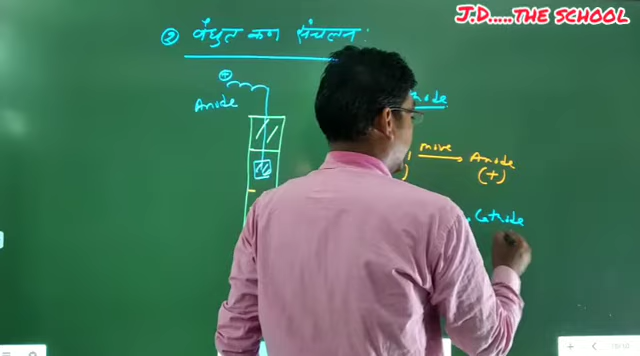 J.D.....THE SCHOOL
② वैद्युत कण संचलन :
Anode
move
Anode
(+)
Cathode